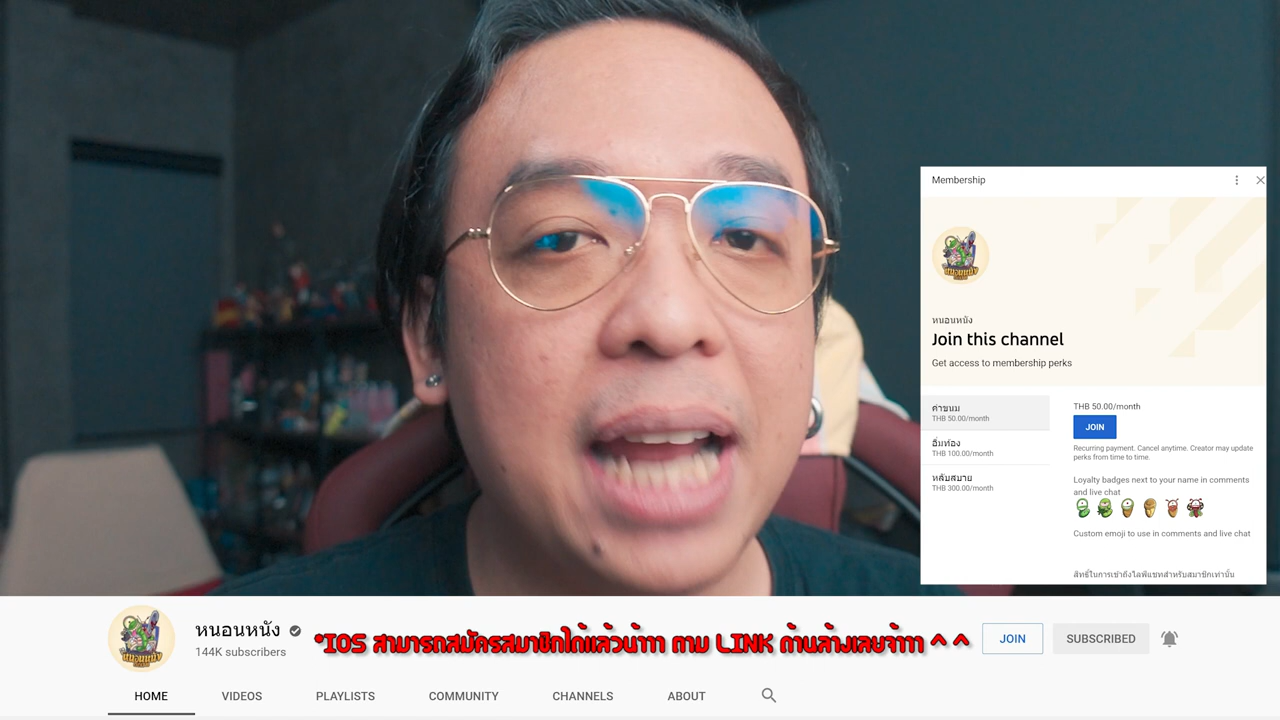 Membership
หนอนหนัง
Join this channel
Get access to membership perks
ค่าขนม
THB 50.00/month
อิ่มท้อง
THB 100.00/month
หลับสบาย
THB 300.00/month
THB 50.00/month
JOIN
Recurring payment. Cancel anytime. Creator may update
perks from time to time.
Loyalty badges next to your name in comments
and live chat
Custom emoji to use in comments and live chat
สิทธิ์ในการเข้าถึงไลฟ์แชทสำหรับสมาชิกเท่านั้น
หนอนหนัง
144K subscribers
*IOS สามารถสมัครสมาชิกได้แล้วน้าาา ตาม LINK ด้านล้างเลยจ้าาา ^ ^
JOIN
SUBSCRIBED
HOME VIDEOS PLAYLISTS COMMUNITY CHANNELS ABOUT